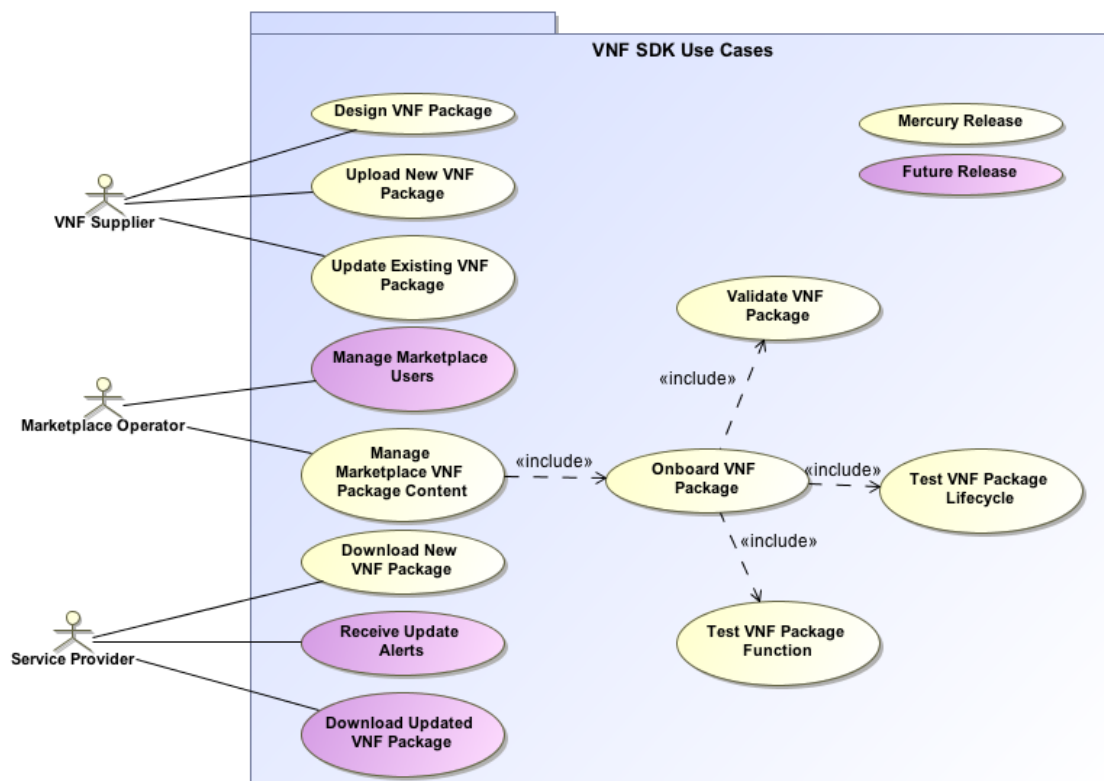 VNF SDK Use Cases
Design VNF Package
Mercury Release
Upload New VNF
Package
Future Release
VNF Supplier
Update Existing VNF
Package
Validate VNF
Package
Manage Marketplace
Users
«include»
Marketplace Operator
Manage
Marketplace VNF
Package Content
«include»
Onboard VNF
Package
«include»
Test VNF Package
Lifecycle
«include»
Download New
VNF Package
Service Provider
Receive Update
Alerts
Test VNF Package
Function
Download Updated
VNF Package